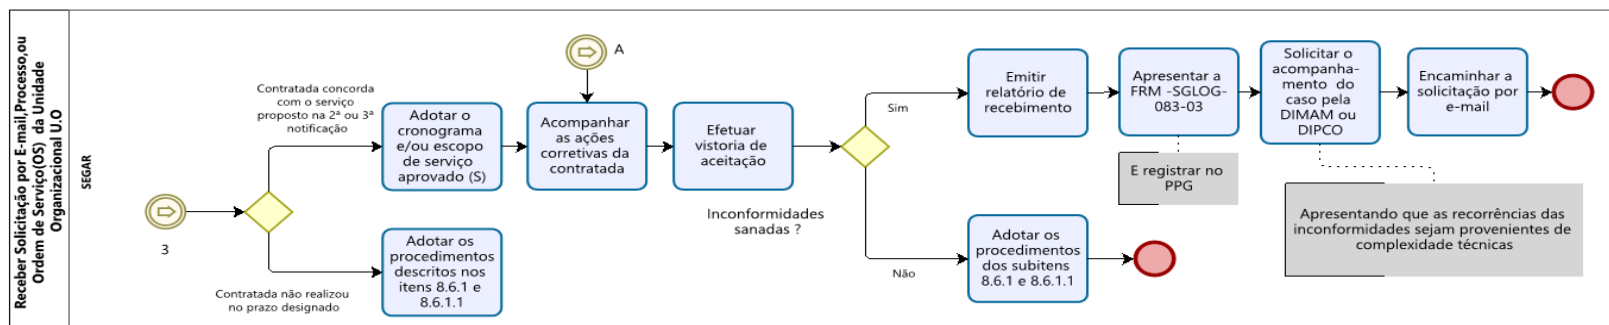 Receber Solicitação por E-mail,Processo,ou
Ordem de Serviço(OS) da Unidade
Organizacional U.O
SEGAR
3
Contratada concorda
com o serviço
proposto na 2ª ou 3ª
notificação
Contratada não realizou
no prazo designado
Adotar o
cronograma
e/ou escopo
de serviço
aprovado (S)
Adotar os
procedimentos
descritos nos
itens 8.6.1 e
8.6.1.1
A
Acompanhar
as ações
corretivas da
contratada
Efetuar
vistoria de
aceitação
Inconformidades
sanadas ?
Sim
Não
Emitir
relatório de
recebimento
Apresentar a
FRM -SGLOG-
083-03
E registrar no
PPG
Solicitar o
acompanha-
mento do
caso pela
DIMAM ou
DIPCO
Apresentando que as recorrências das
inconformidades sejam provenientes de
complexidade técnicas
Encaminhar a
solicitação por
e-mail
Adotar os
procedimentos
dos subitens
8.6.1 e 8.6.1.1